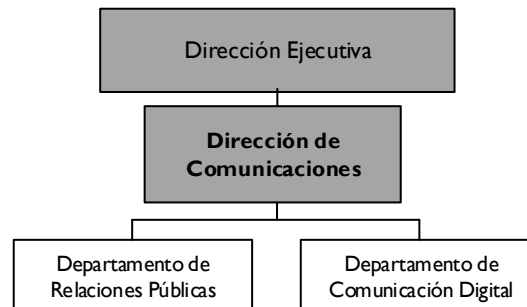 Dirección Ejecutiva
Dirección de
Comunicaciones
Departamento de
Relaciones Públicas
Departamento de
Comunicación Digital